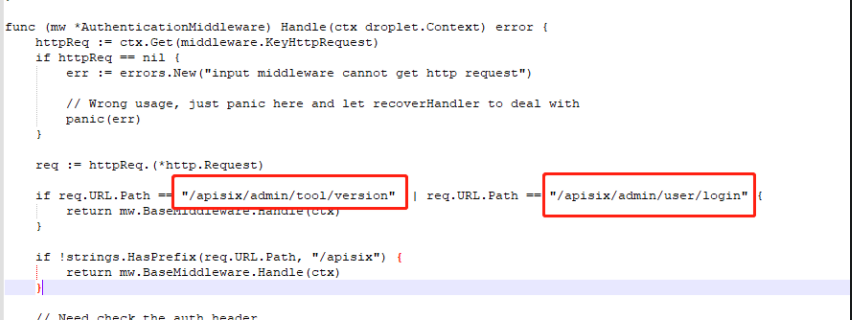 func (mw *AuthenticationMiddleware) Handle(ctx droplet.Context) error {
httpReq := ctx.Get(middleware.KeyHttpRequest)
if httpReq == nil {
err := errors.New("input middleware cannot get http request")
// Wrong usage, just panic here and let recoverHandler to deal with
panic(err)
}
req := httpReq.(*http.Request)
if req.URL.Path == "/apisix/admin/tool/version" | req.URL.Path == "/apisix/admin/user/login" {
return mw.BaseMiddleware.Handle(ctx)
}
if !strings.HasPrefix(req.URL.Path, "/apisix") {
return mw.BaseMiddleware.Handle(ctx)
}
// Need check the auth header